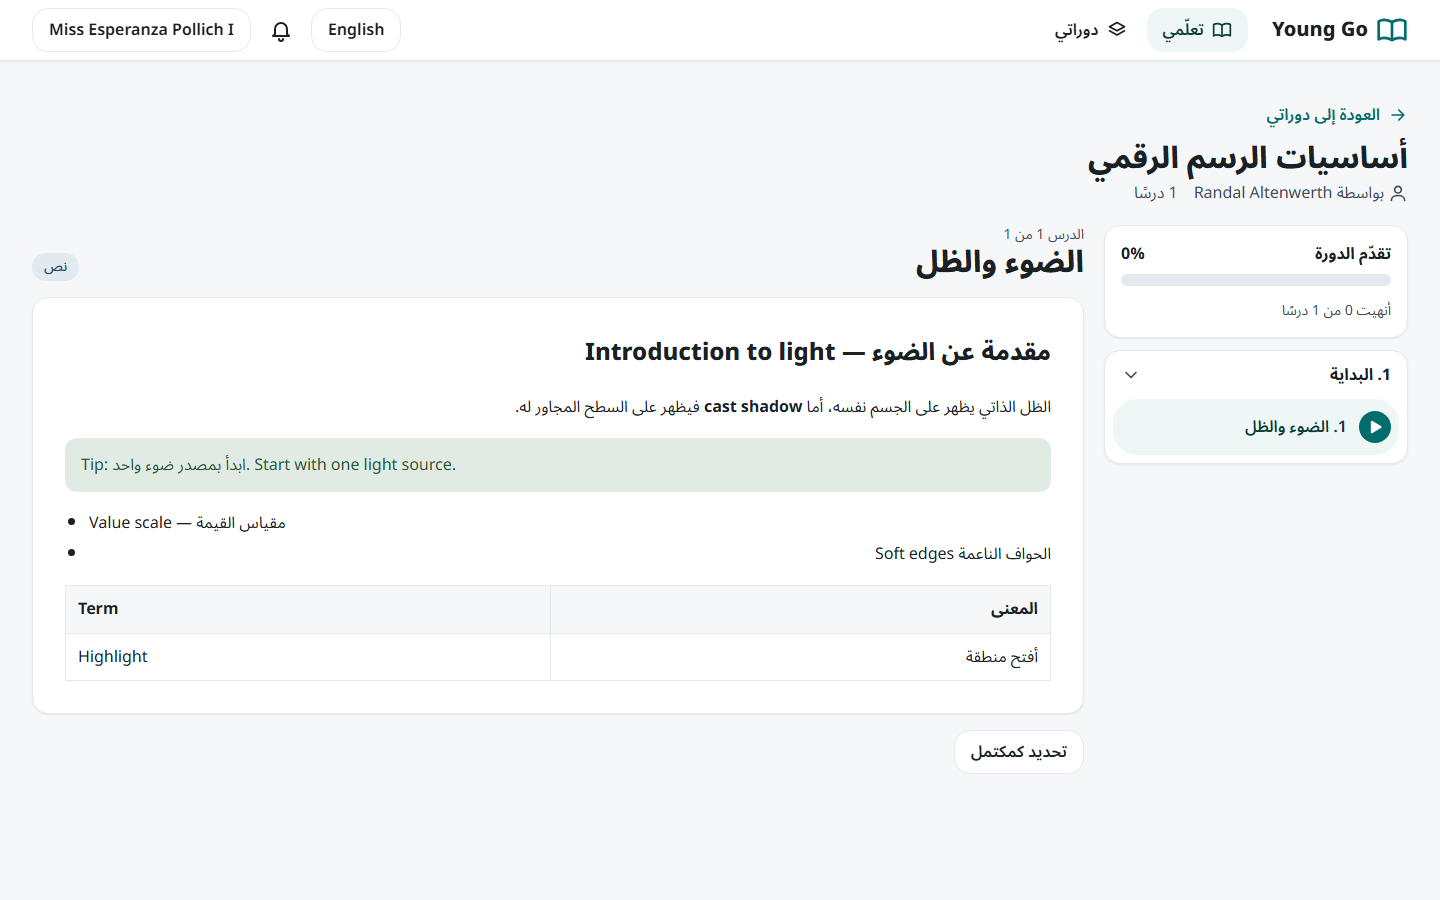 Young Go
تعلّمي
دوراتي
English
Miss Esperanza Pollich I
العودة إلى دوراتي
أساسيات الرسم الرقمي
بواسطة Randal Altenwerth
1 درسًا
تقدّم الدورة
0%
أنهيت 0 من 1 درسًا
1. البداية
1. الضوء والظل
الدرس 1 من 1
الضوء والظل
نص
مقدمة عن الضوء — Introduction to light
الظل الذاتي يظهر على الجسم نفسه، أما cast shadow فيظهر على السطح المجاور له.
Tip: ابدأ بمصدر ضوء واحد. Start with one light source.
Value scale — مقياس القيمة
الحواف الناعمة Soft edges
المعنى
Term
أفتح منطقة
Highlight
تحديد كمكتمل